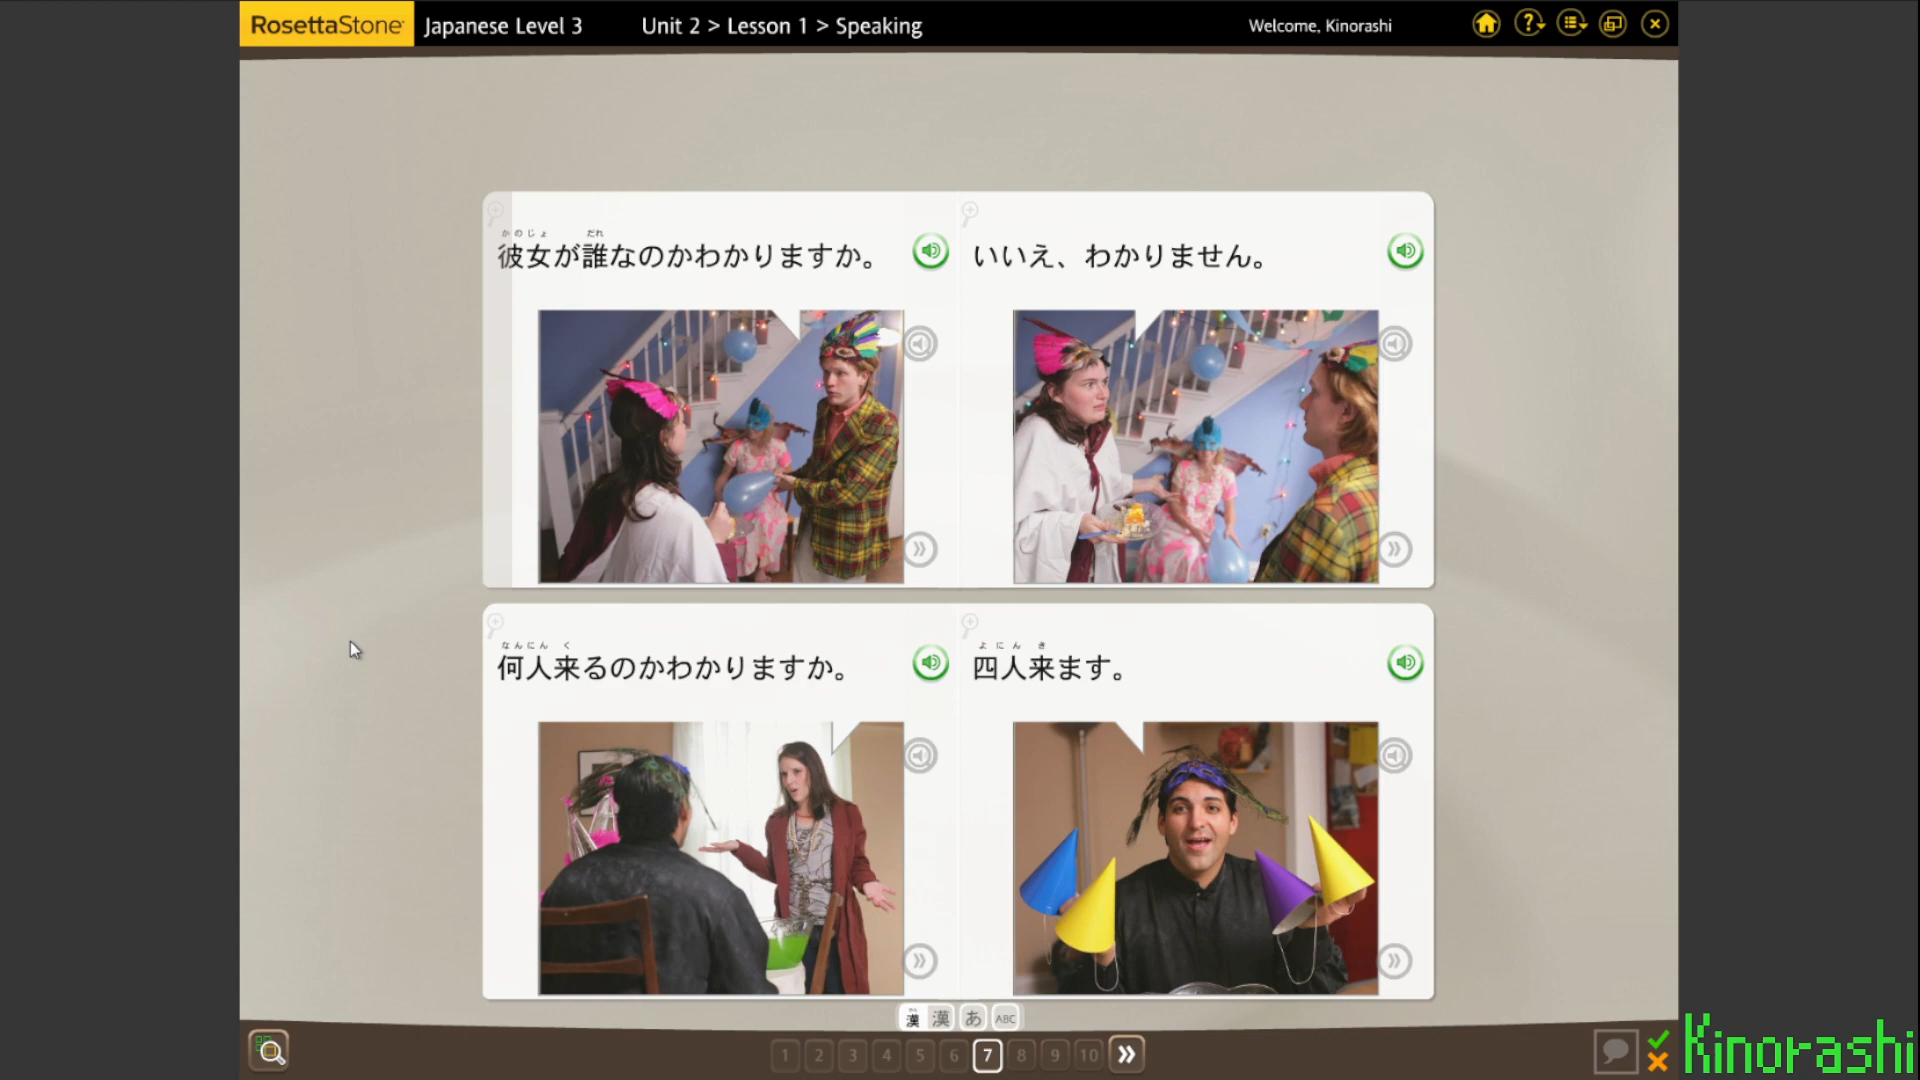 RosettaStone
Japanese Level 3
Unit 2 > Lesson 1 > Speaking
Welcome, Kinorashi
かのじょ だれ
彼女が誰なのかわかりますか。
いいえ、わかりません。
なんにん く
何人来るのかわかりますか。
よにん き
四人来ます。
漢 漢 あ ABC
1 2 3 4 5 6 7 8 9 10
Kinorashi